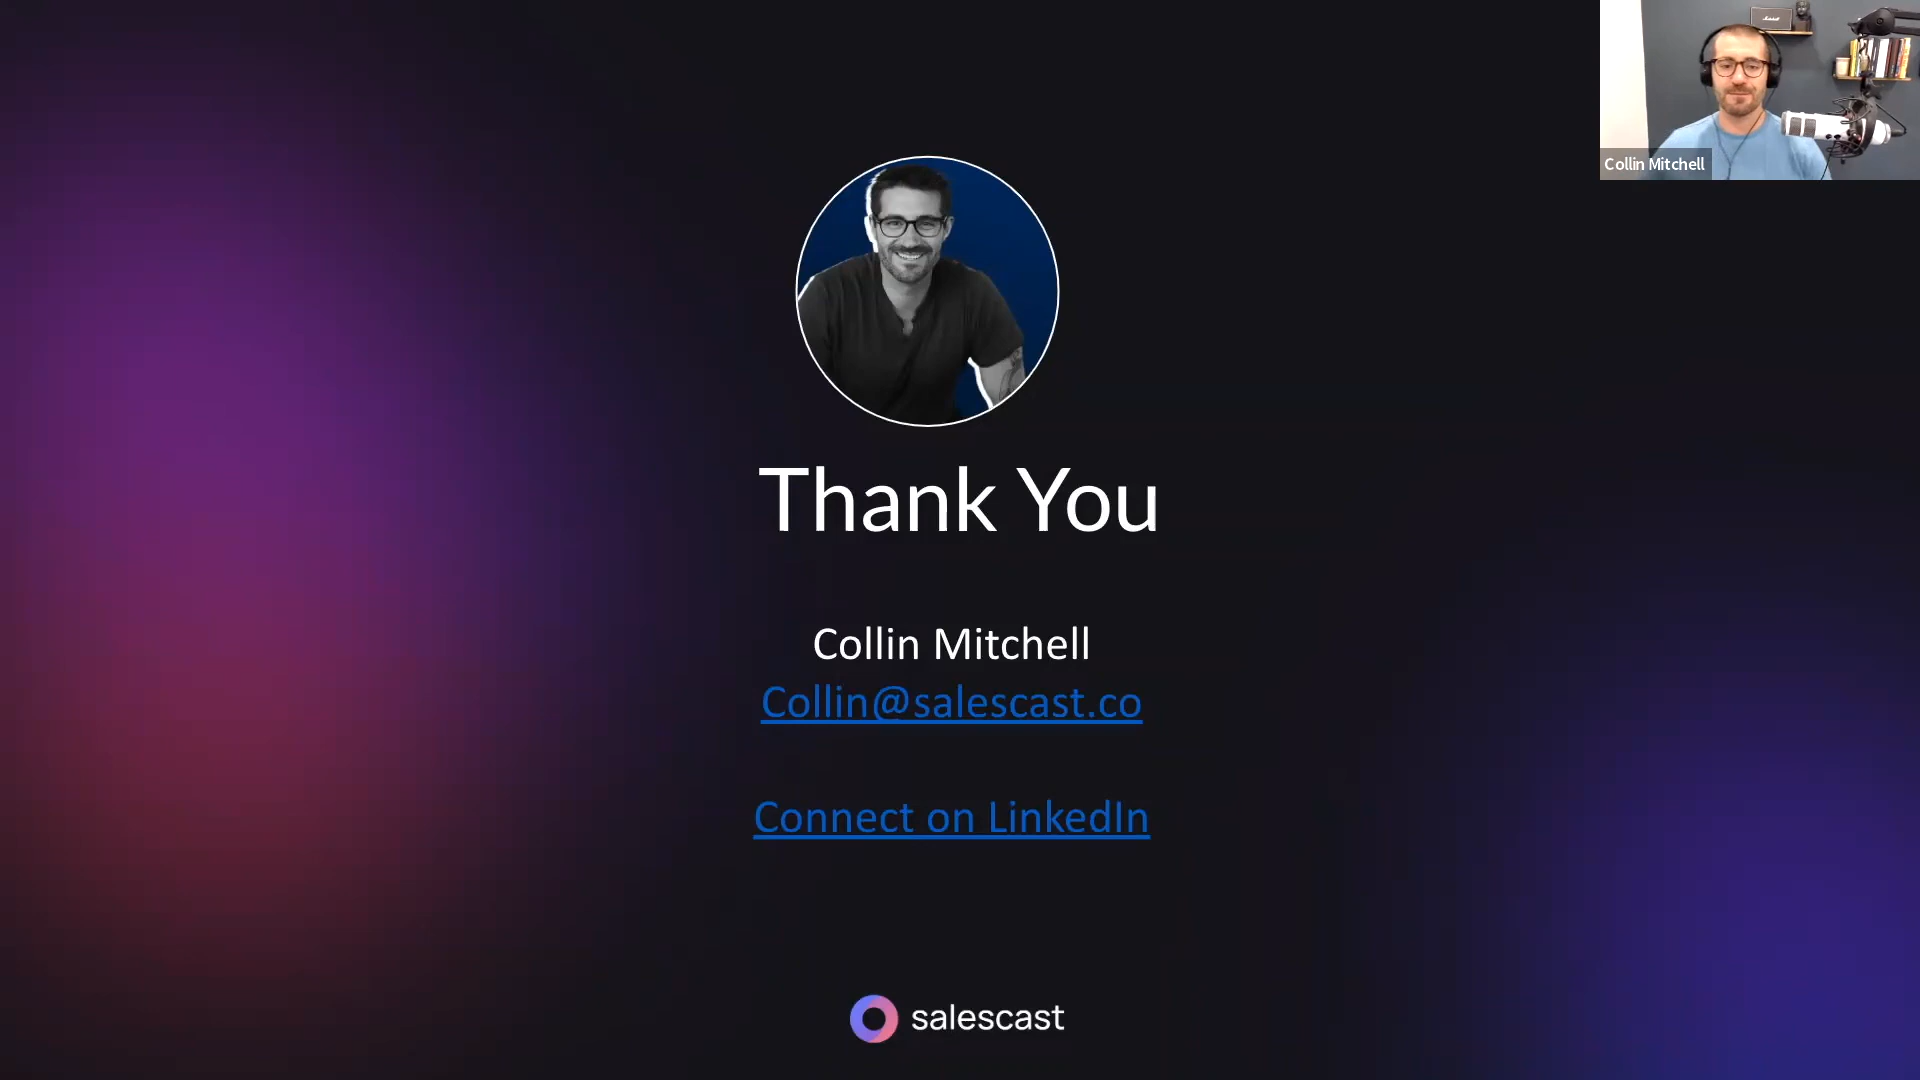 Collin Mitchell
Thank You
Collin Mitchell
Collin@salescast.co
Connect on LinkedIn
salescast